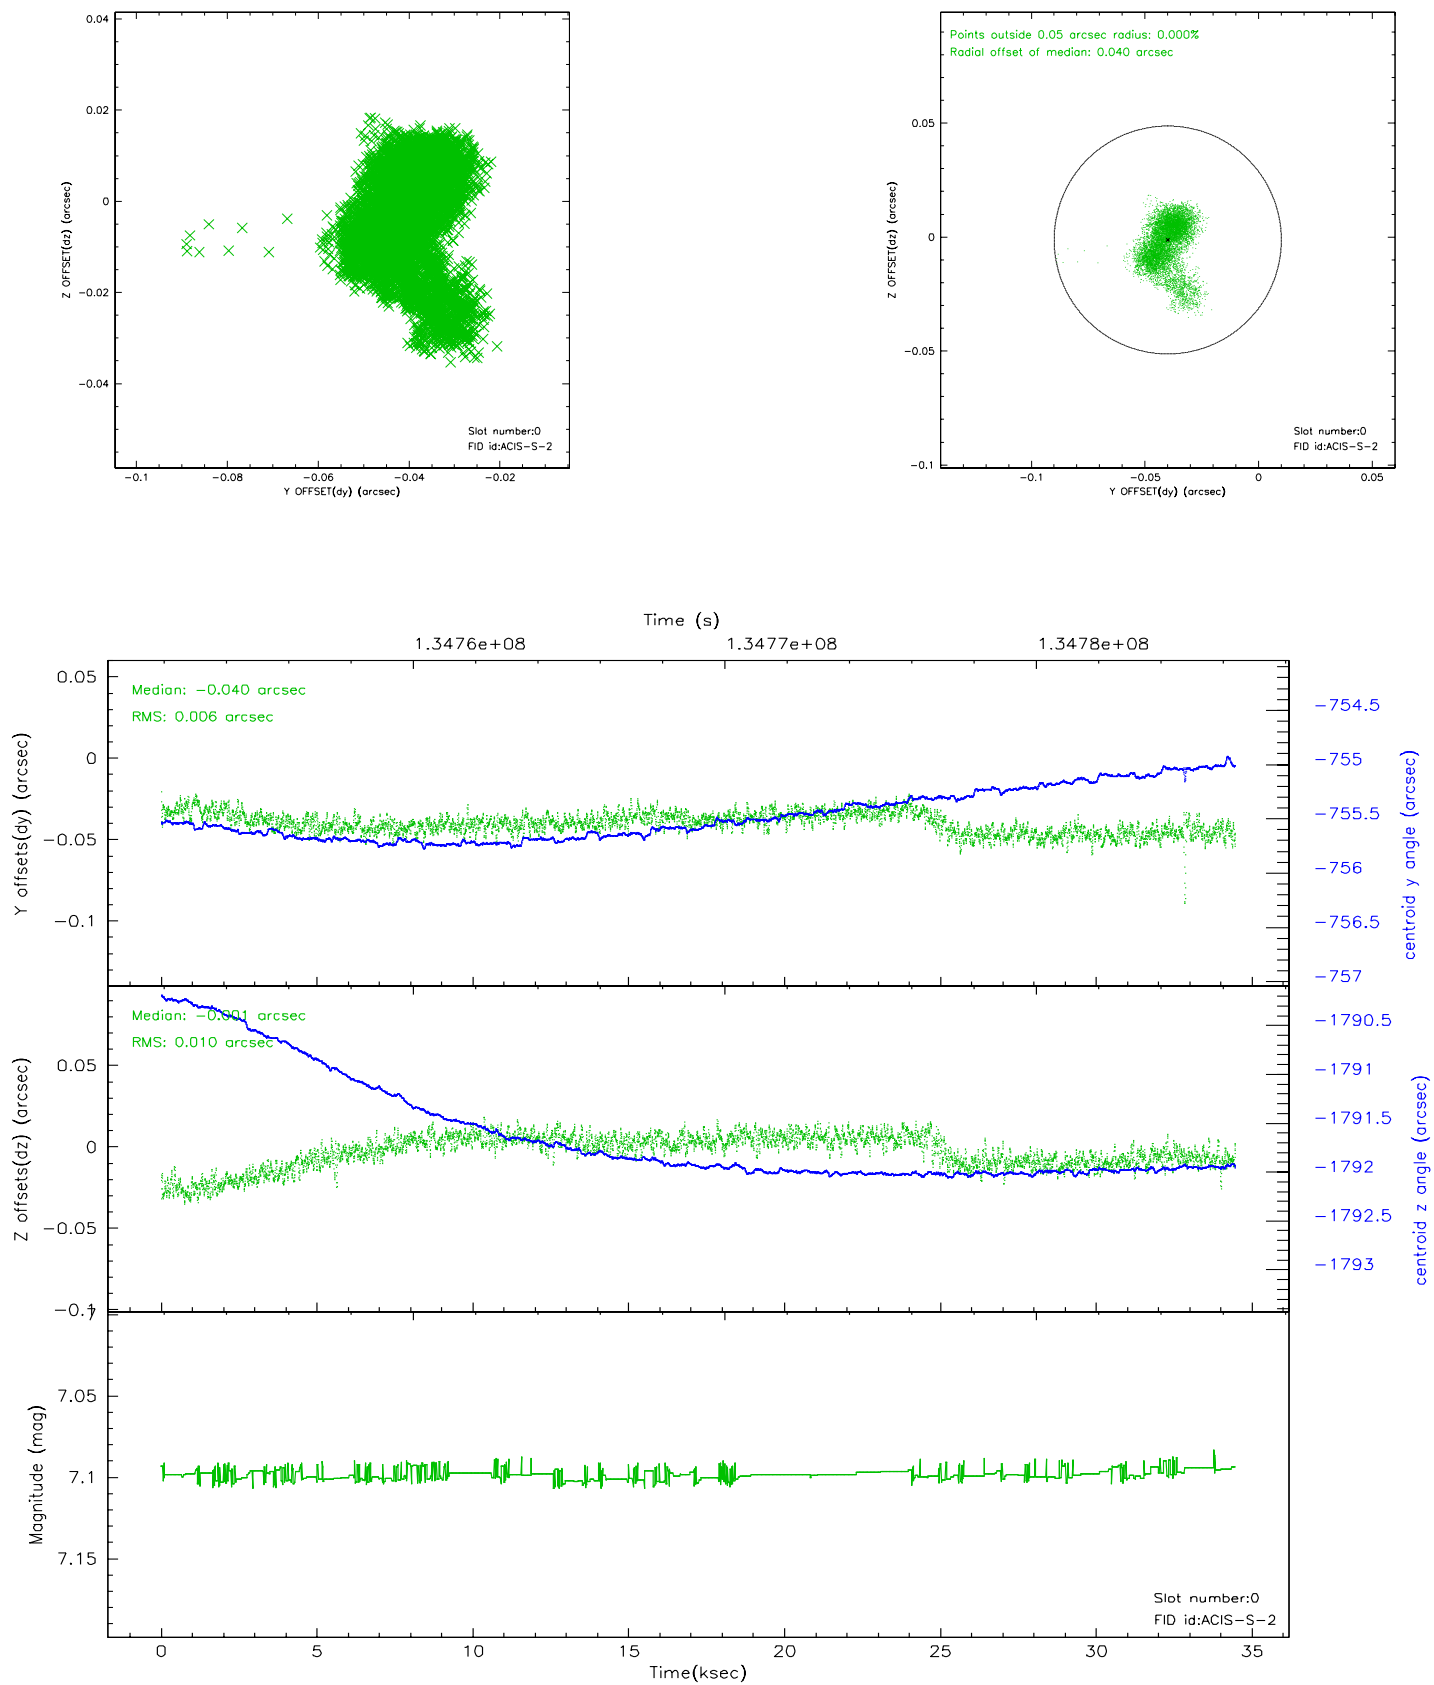 0.04
0.02
0
−0.02
−0.04
Z OFFSET(dz) (arcsec)
Slot number:0
FID id:ACIS−S−2
−0.1
−0.08
−0.06
−0.04
−0.02
Y OFFSET(dy) (arcsec)
Points outside 0.05 arcsec radius: 0.000%
Radial offset of median: 0.040 arcsec
0.05
0
−0.05
−0.1
Z OFFSET(dz) (arcsec)
Slot number:0
FID id:ACIS−S−2
−0.1
−0.05
0
0.05
Y OFFSET(dy) (arcsec)
Time (s)
1.3476e+08
1.3477e+08
1.3478e+08
Median: −0.040 arcsec
RMS: 0.006 arcsec
0.05
0
−0.05
−0.1
Y offsets(dy) (arcsec)
−754.5
−755
−755.5
−756
−756.5
−757
centroid y angle (arcsec)
Median: −0.001 arcsec
RMS: 0.010 arcsec
0.05
0
−0.05
−0.1
Z offsets(dz) (arcsec)
−1790.5
−1791
−1791.5
−1792
−1792.5
−1793
centroid z angle (arcsec)
7
7.05
7.1
7.15
Magnitude (mag)
Slot number:0
FID id:ACIS−S−2
0
5
10
15
20
25
30
35
Time(ksec)